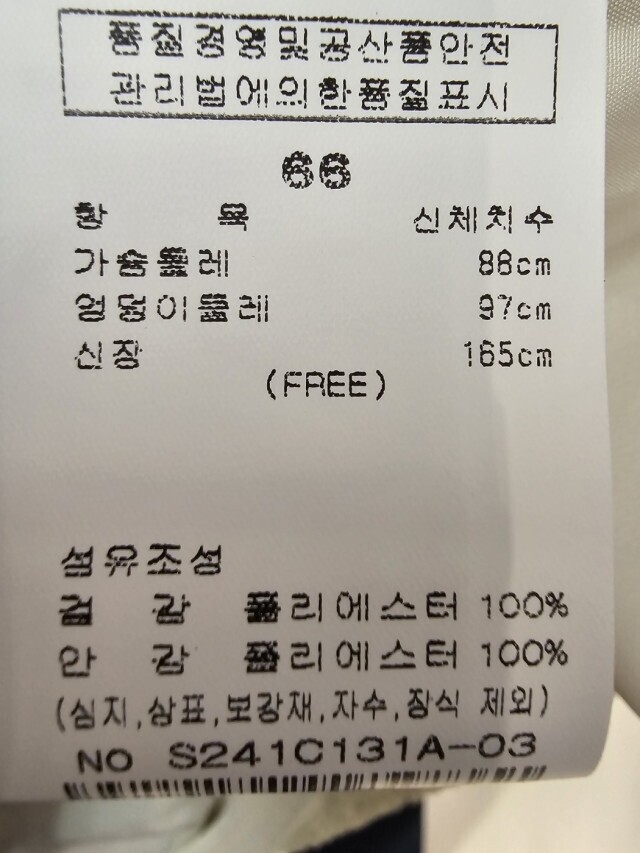 품질경영및공산품안전
관리법에의한품질표시
66
항 목 신체치수
가슴둘레 88cm
엉덩이둘레 97cm
신장 165cm
(FREE)
섬유조성
겉 감 폴리에스터 100%
안 감 폴리에스터 100%
(심지,상표,보강재,자수,장식 제외)
NO S241C131A-03